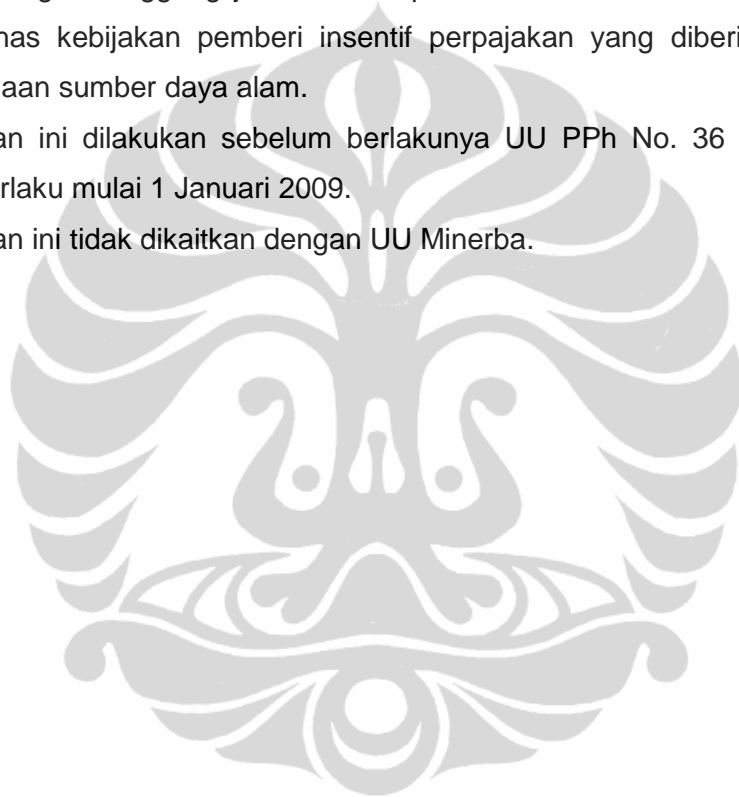 nas kebijakan pemberi insentif perpajakan yang diberi
aan sumber daya alam.
an ini dilakukan sebelum berlakunya UU PPh No. 36
erlaku mulai 1 Januari 2009.
an ini tidak dikaitkan dengan UU Minerba.